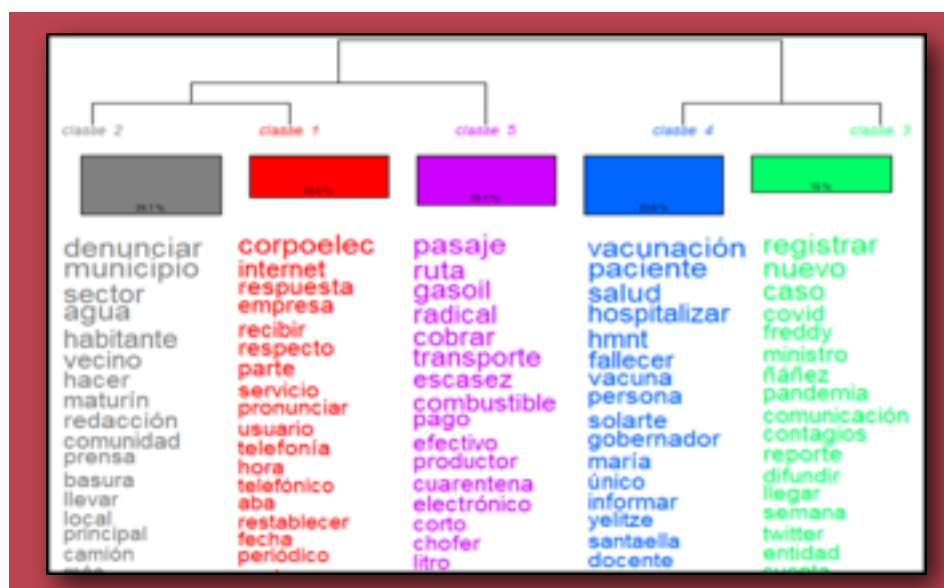 classe 2
classe 1
classe 5
classe 4
classe 3
24.1 %
20.1 %
denunciar
municipio
sector
agua
habitante
vecino
hacer
maturín
redacción
comunidad
prensa
basura
llevar
local
principal
camión
corpoelec
internet
respuesta
empresa
recibir
respecto
parte
servicio
pronunciar
usuario
telefonía
hora
telefónico
aba
restablecer
fecha
periódico
pasaje
ruta
gasoil
radical
cobrar
transporte
escasez
combustible
pago
efectivo
productor
cuarentena
electrónico
corto
chofer
litro
vacunación
paciente
salud
hospitalizar
hmnt
fallecer
vacuna
persona
solarte
gobernador
maría
único
informar
yelitze
santaella
docente
registrar
nuevo
caso
covid
freddy
ministro
ñáñez
pandemia
comunicación
contagios
reporte
difundir
llegar
semana
twitter
entidad